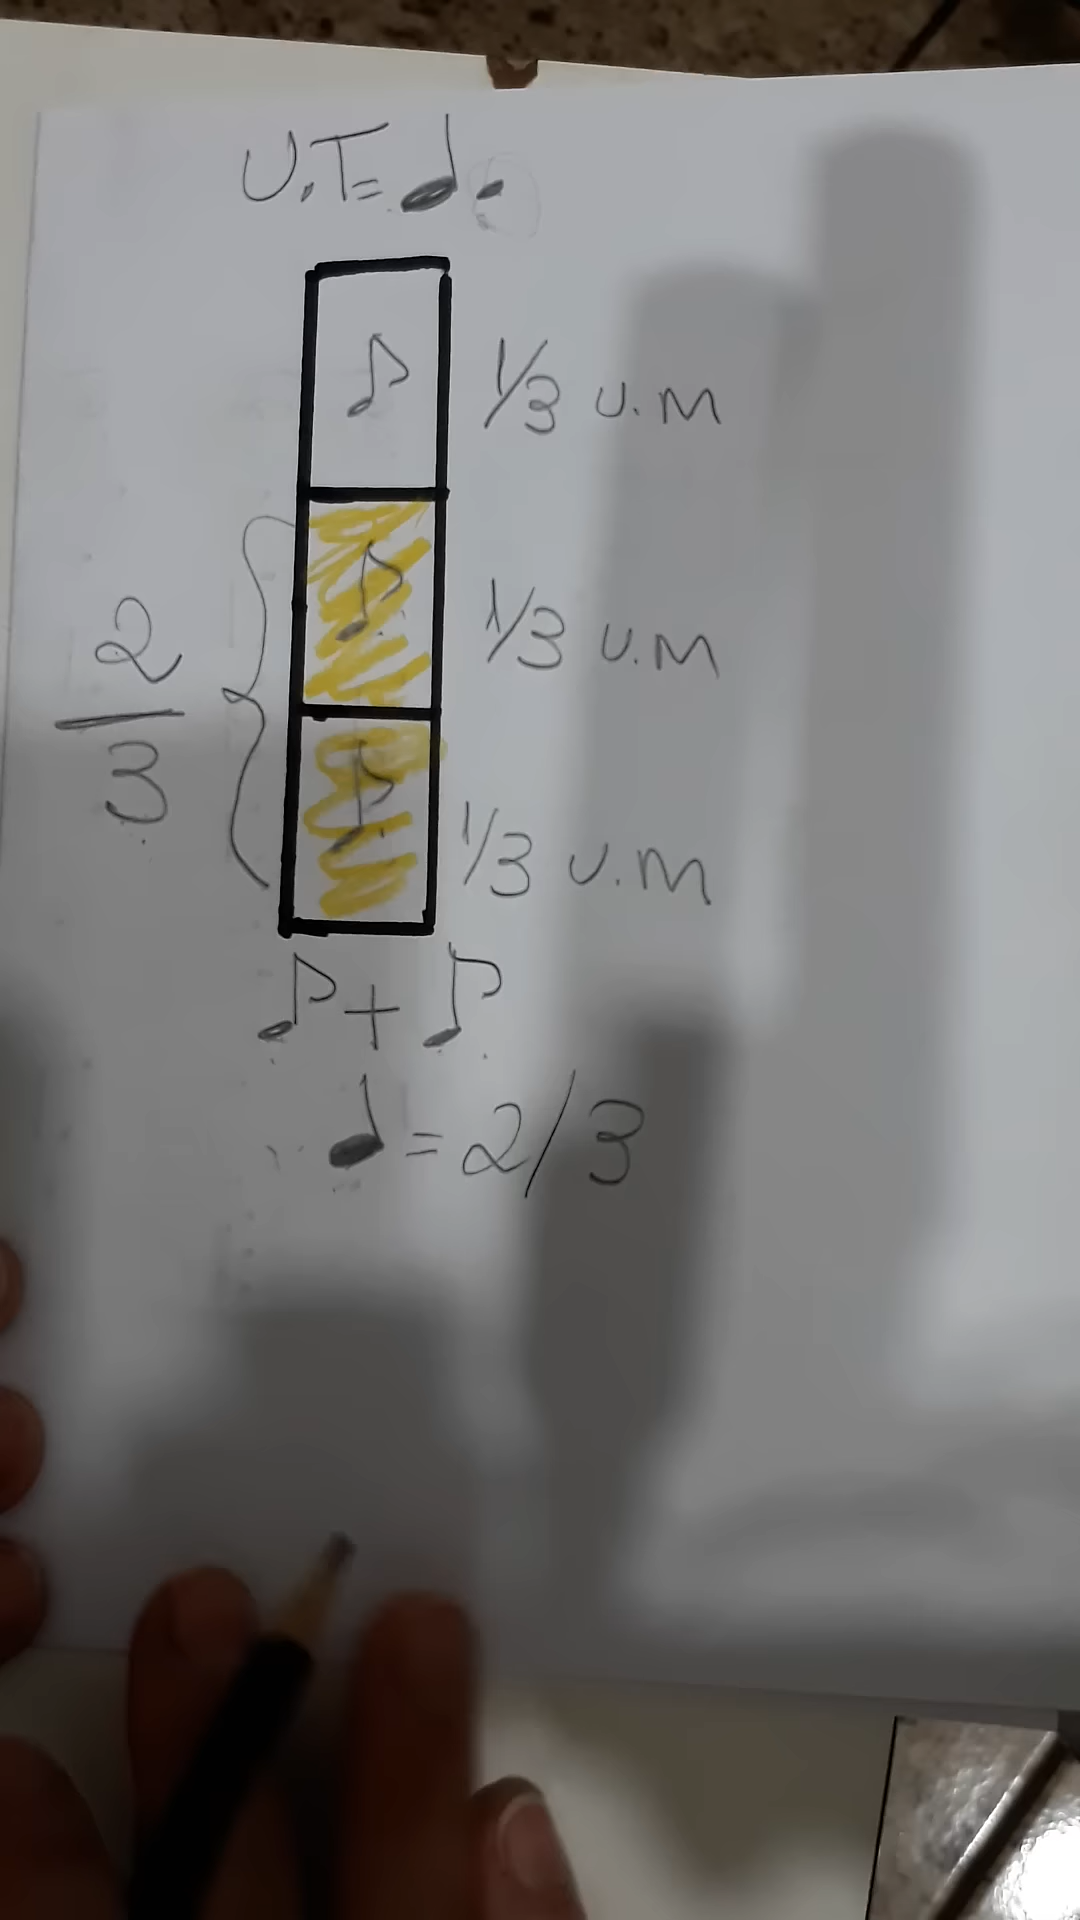 U.T= ♩.
♪ 1/3 U.M
♪ 1/3 U.M
2/3
♪ 1/3 U.M
♪ + ♪
♩ = 2/3